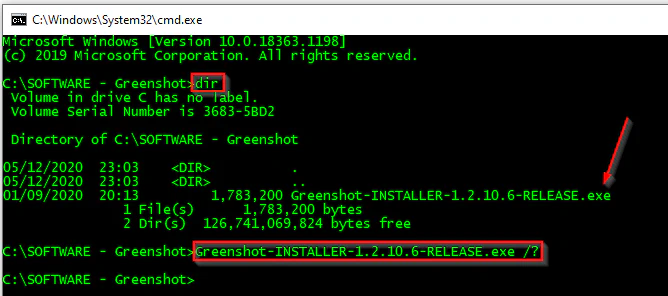 C:\Windows\System32\cmd.exe
Microsoft Windows [Version 10.0.18363.1198]
(c) 2019 Microsoft Corporation. All rights reserved.
C:\SOFTWARE - Greenshot>dir
Volume in drive C has no label.
Volume Serial Number is 3683-5BD2
Directory of C:\SOFTWARE - Greenshot
05/12/2020  23:03    <DIR>          .
05/12/2020  23:03    <DIR>          ..
01/09/2020  20:13         1,783,200 Greenshot-INSTALLER-1.2.10.6-RELEASE.exe
1 File(s)      1,783,200 bytes
2 Dir(s)  126,741,069,824 bytes free
C:\SOFTWARE - Greenshot>Greenshot-INSTALLER-1.2.10.6-RELEASE.exe /?
C:\SOFTWARE - Greenshot>